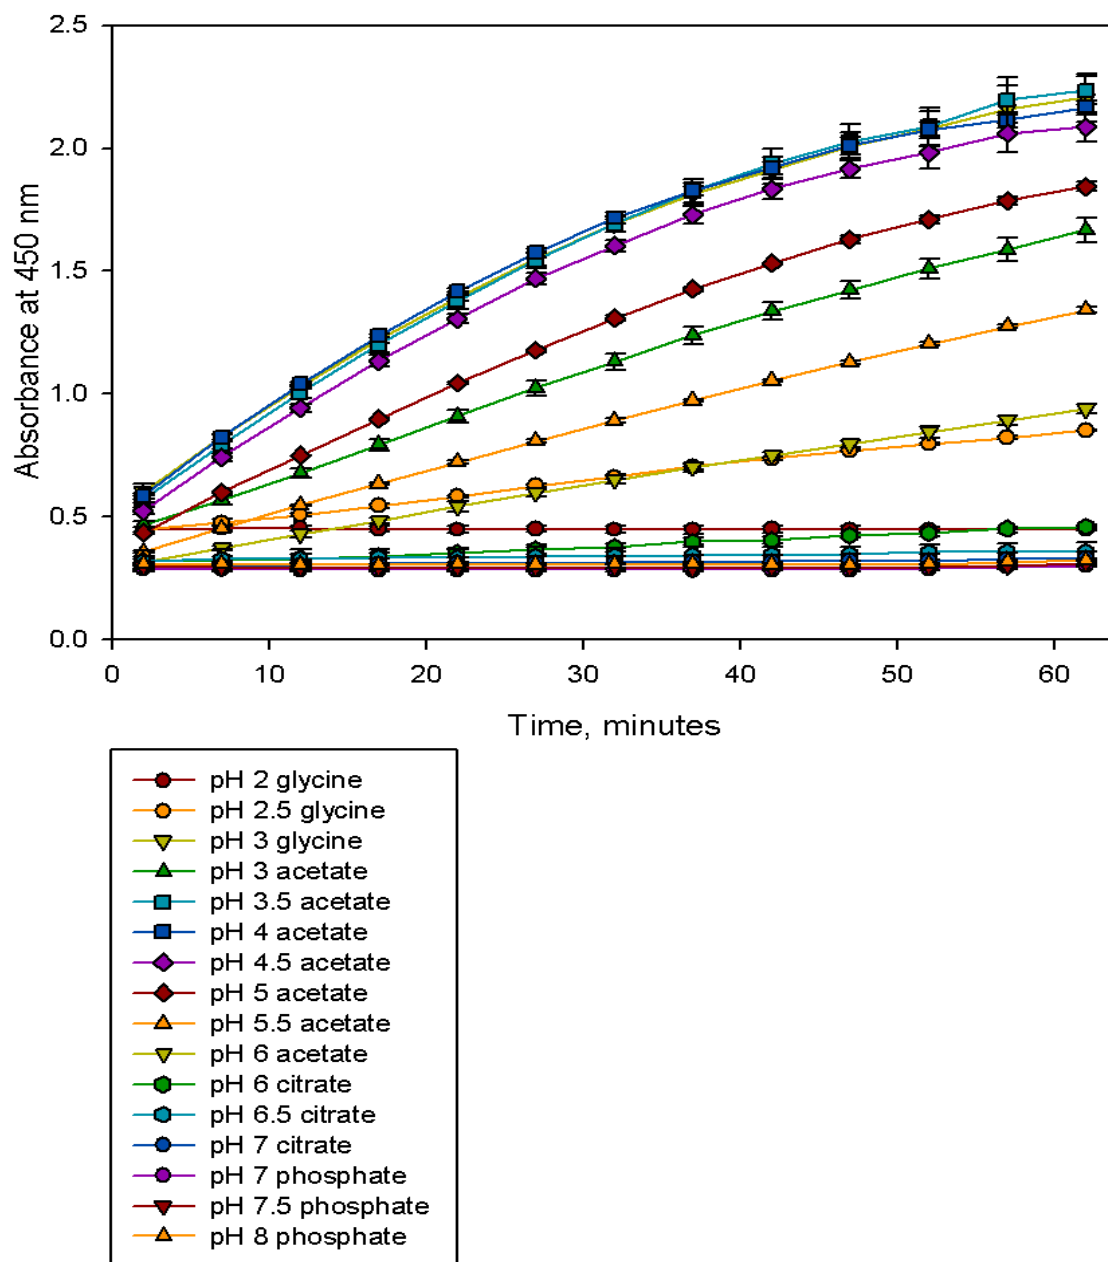 2.5
2.0
1.5
1.0
0.5
0.0
Absorbance at 450 nm
0 10 20 30 40 50 60
Time, minutes
pH 2 glycine
pH 2.5 glycine
pH 3 glycine
pH 3 acetate
pH 3.5 acetate
pH 4 acetate
pH 4.5 acetate
pH 5 acetate
pH 5.5 acetate
pH 6 acetate
pH 6 citrate
pH 6.5 citrate
pH 7 citrate
pH 7 phosphate
pH 7.5 phosphate
pH 8 phosphate